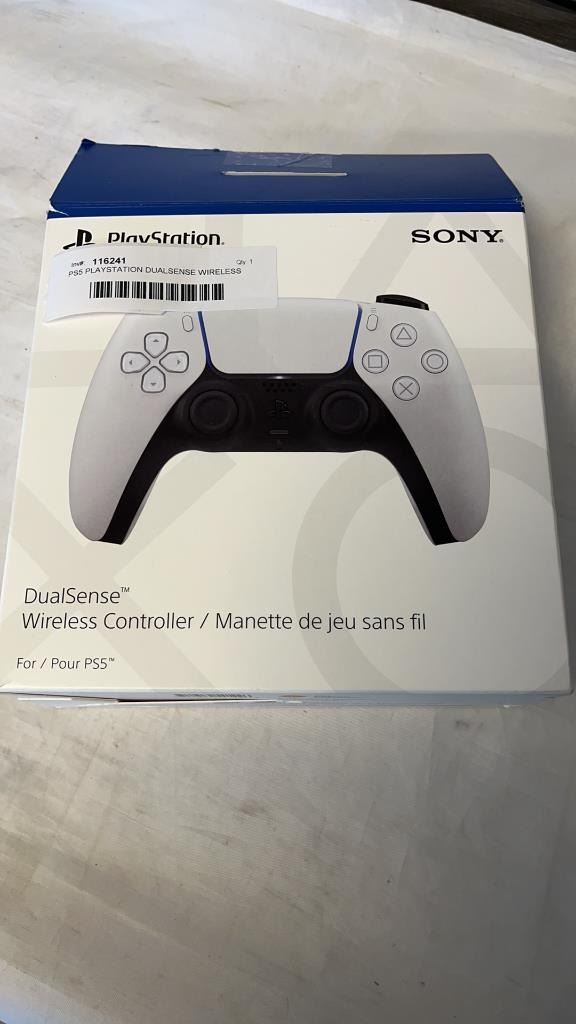 PlayStation.
SONY®
Inv#: 116241 Qty 1
PS5 PLAYSTATION DUALSENSE WIRELESS
DualSense™
Wireless Controller / Manette de jeu sans fil
For / Pour PS5™